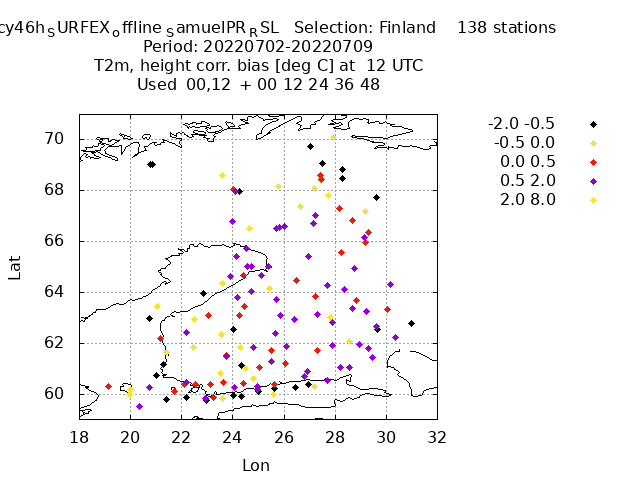 cy46hSURFEXoffline SamuelPRRSL Selection: Finland 138 stations
Period: 20220702-20220709
T2m, height corr. bias [deg C] at 12 UTC
Used 00,12 + 00 12 24 36 48
-2.0 -0.5
-0.5 0.0
0.0 0.5
0.5 2.0
2.0 8.0
70
68
66
64
62
60
Lat
18 20 22 24 26 28 30 32
Lon